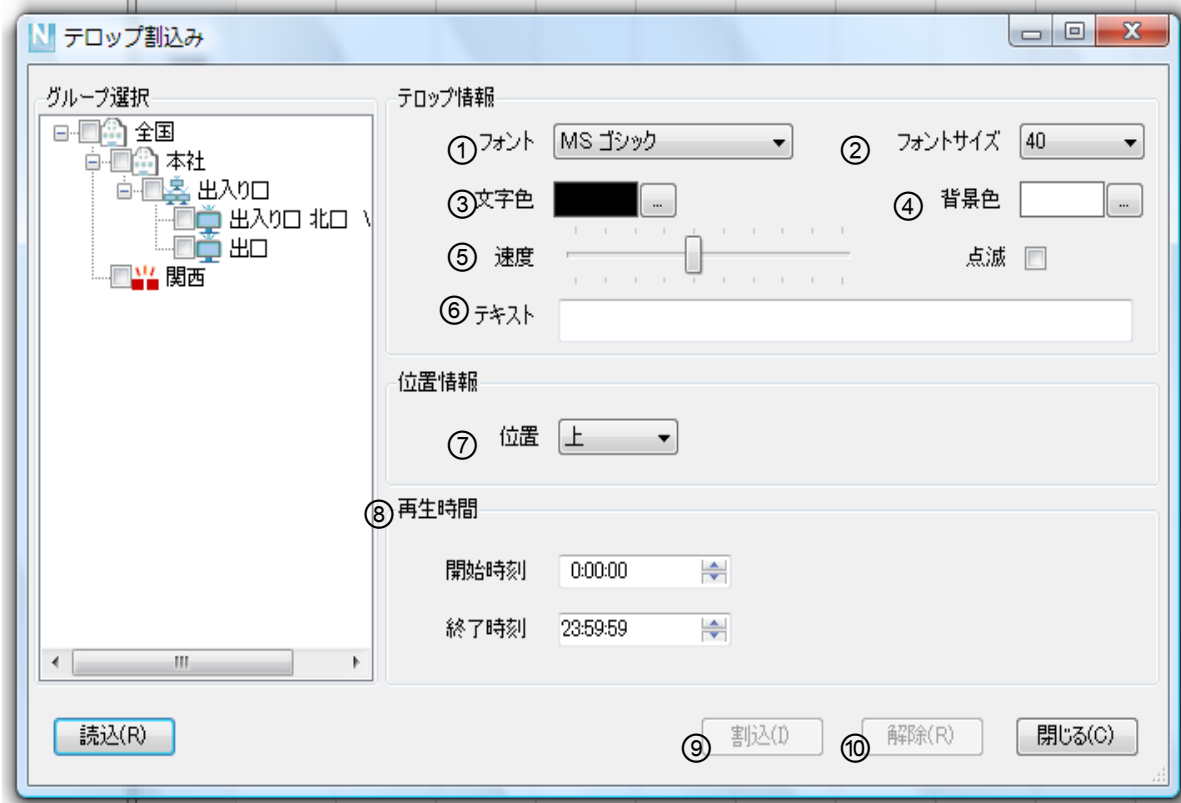 N テロップ割込み
グループ選択
全国
本社
出入り口
出入り口 北口
出口
関西
テロップ情報
①フォント MS ゴシック ② フォントサイズ 40
③文字色 ... ④ 背景色 ...
⑤ 速度 点滅
⑥ テキスト
位置情報
⑦ 位置 上
⑧ 再生時間
開始時刻 0:00:00
終了時刻 23:59:59
読込(R) ⑨ 割込(I) ⑩ 解除(R) 閉じる(C)